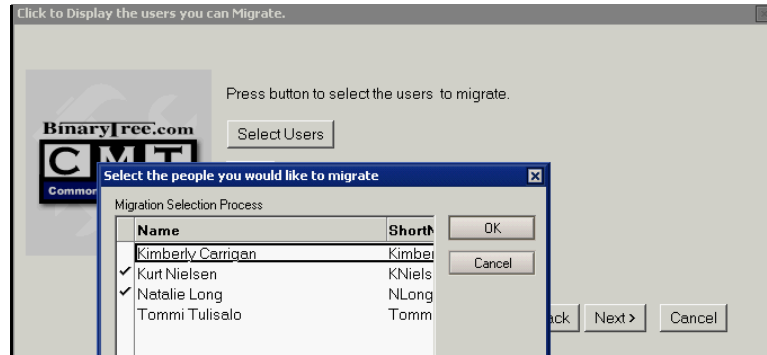 Click to Display the users you can Migrate.
Press button to select the users to migrate.
BinaryTree.com
Select Users
CMT
Select the people you would like to migrate
Migration Selection Process
Name
OK
Kimberly Carrigan
Cancel
Kurt Nielsen
Natalie Long
Tommi Tulisalo
Next >
Cancel